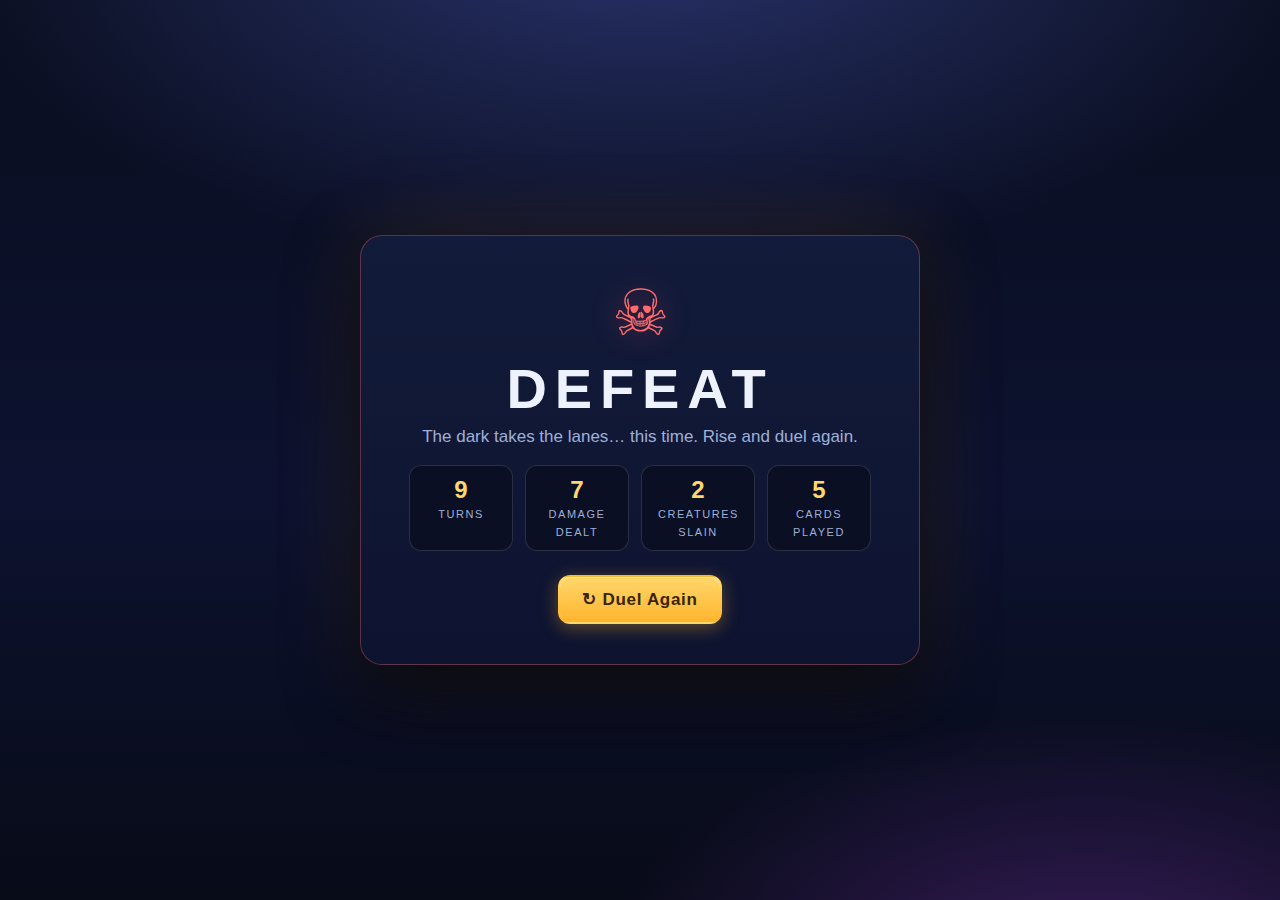 DEFEAT
The dark takes the lanes… this time. Rise and duel again.
9
TURNS
7
DAMAGE
DEALT
2
CREATURES
SLAIN
5
CARDS
PLAYED
↻ Duel Again